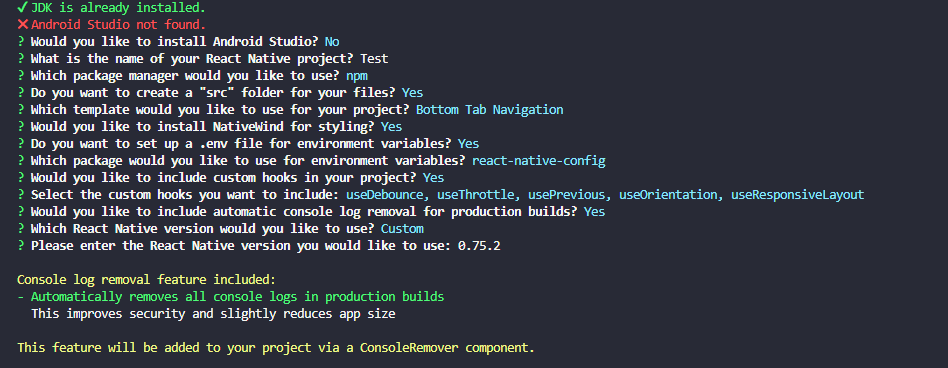 ✓ JDK is already installed.
❌ Android Studio not found.
? Would you like to install Android Studio? No
? What is the name of your React Native project? Test
? Which package manager would you like to use? npm
? Do you want to create a "src" folder for your files? Yes
? Which template would you like to use for your project? Bottom Tab Navigation
? Would you like to install NativeWind for styling? Yes
? Do you want to set up a .env file for environment variables? Yes
? Which package would you like to use for environment variables? react-native-config
? Would you like to include custom hooks in your project? Yes
? Select the custom hooks you want to include: useDebounce, useThrottle, usePrevious, useOrientation, useResponsiveLayout
? Would you like to include automatic console log removal for production builds? Yes
? Which React Native version would you like to use? Custom
? Please enter the React Native version you would like to use: 0.75.2
Console log removal feature included:
- Automatically removes all console logs in production builds
This improves security and slightly reduces app size
This feature will be added to your project via a ConsoleRemover component.